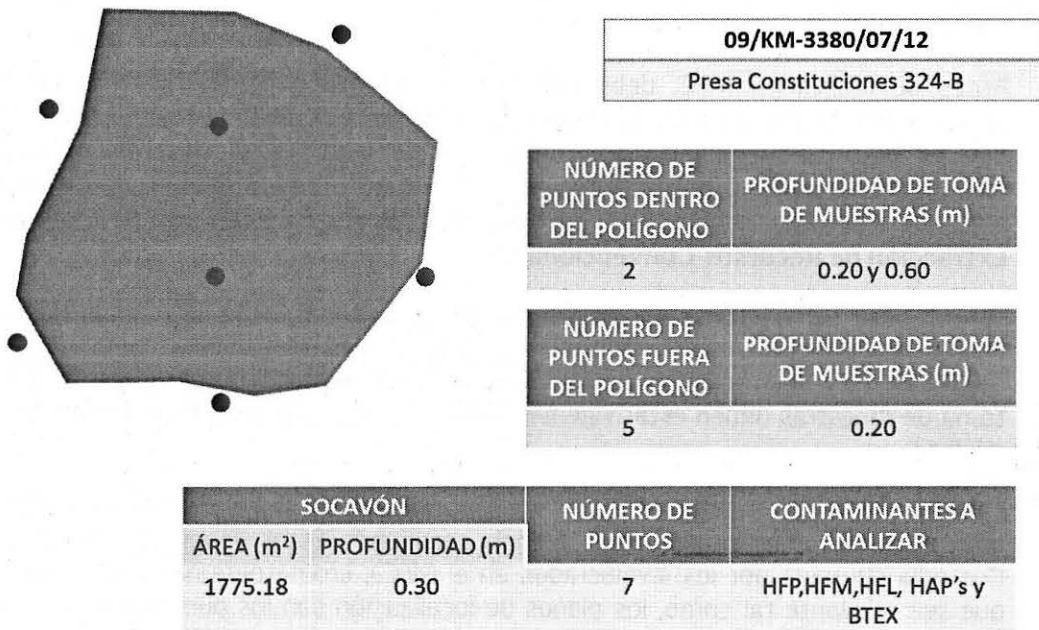 09/KM-3380/07/12
Presa Constituciones 324-B
NÚMERO DE
PUNTOS DENTRO
DEL POLÍGONO
PROFUNDIDAD DE TOMA
DE MUESTRAS (m)
2
0.20 y 0.60
NÚMERO DE
PUNTOS FUERA
DEL POLÍGONO
PROFUNDIDAD DE TOMA
DE MUESTRAS (m)
5
0.20
SOCAVÓN
NÚMERO DE
PUNTOS
CONTAMINANTES A
ANALIZAR
ÁREA (m²)
PROFUNDIDAD (m)
1775.18
0.30
7
HFP,HFM,HFL, HAP's y
BTEX